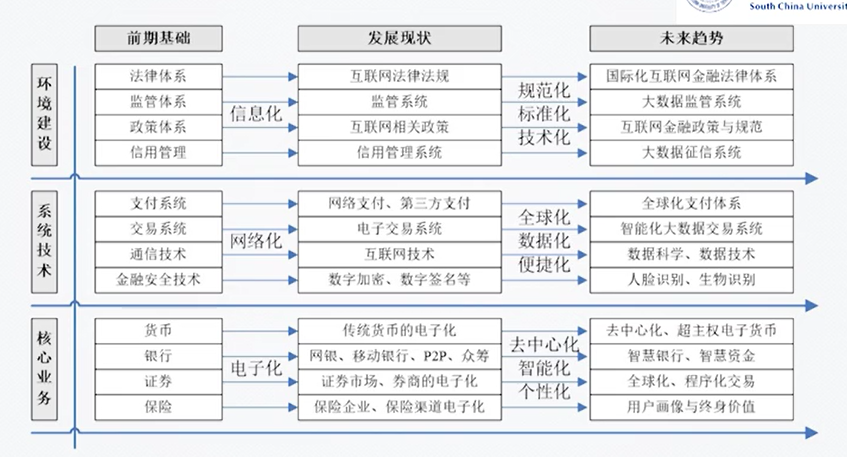 South China Universit
前期基础 发展现状 未来趋势
环境建设
法律体系 互联网法律法规 国际化互联网金融法律体系
监管体系 监管系统 大数据监管系统
政策体系 互联网相关政策 互联网金融政策与规范
信用管理 信用管理系统 大数据征信系统
信息化
规范化
标准化
技术化
系统技术
支付系统 网络支付、第三方支付 全球化支付体系
交易系统 电子交易系统 智能化大数据交易系统
通信技术 互联网技术 数据科学、数据技术
金融安全技术 数字加密、数字签名等 人脸识别、生物识别
网络化
全球化
数据化
便捷化
核心业务
货币 传统货币的电子化 去中心化、超主权电子货币
银行 网银、移动银行、P2P、众筹 智慧银行、智慧资金
证券 证券市场、券商的电子化 全球化、程序化交易
保险 保险企业、保险渠道电子化 用户画像与终身价值
电子化
去中心化
智能化
个性化